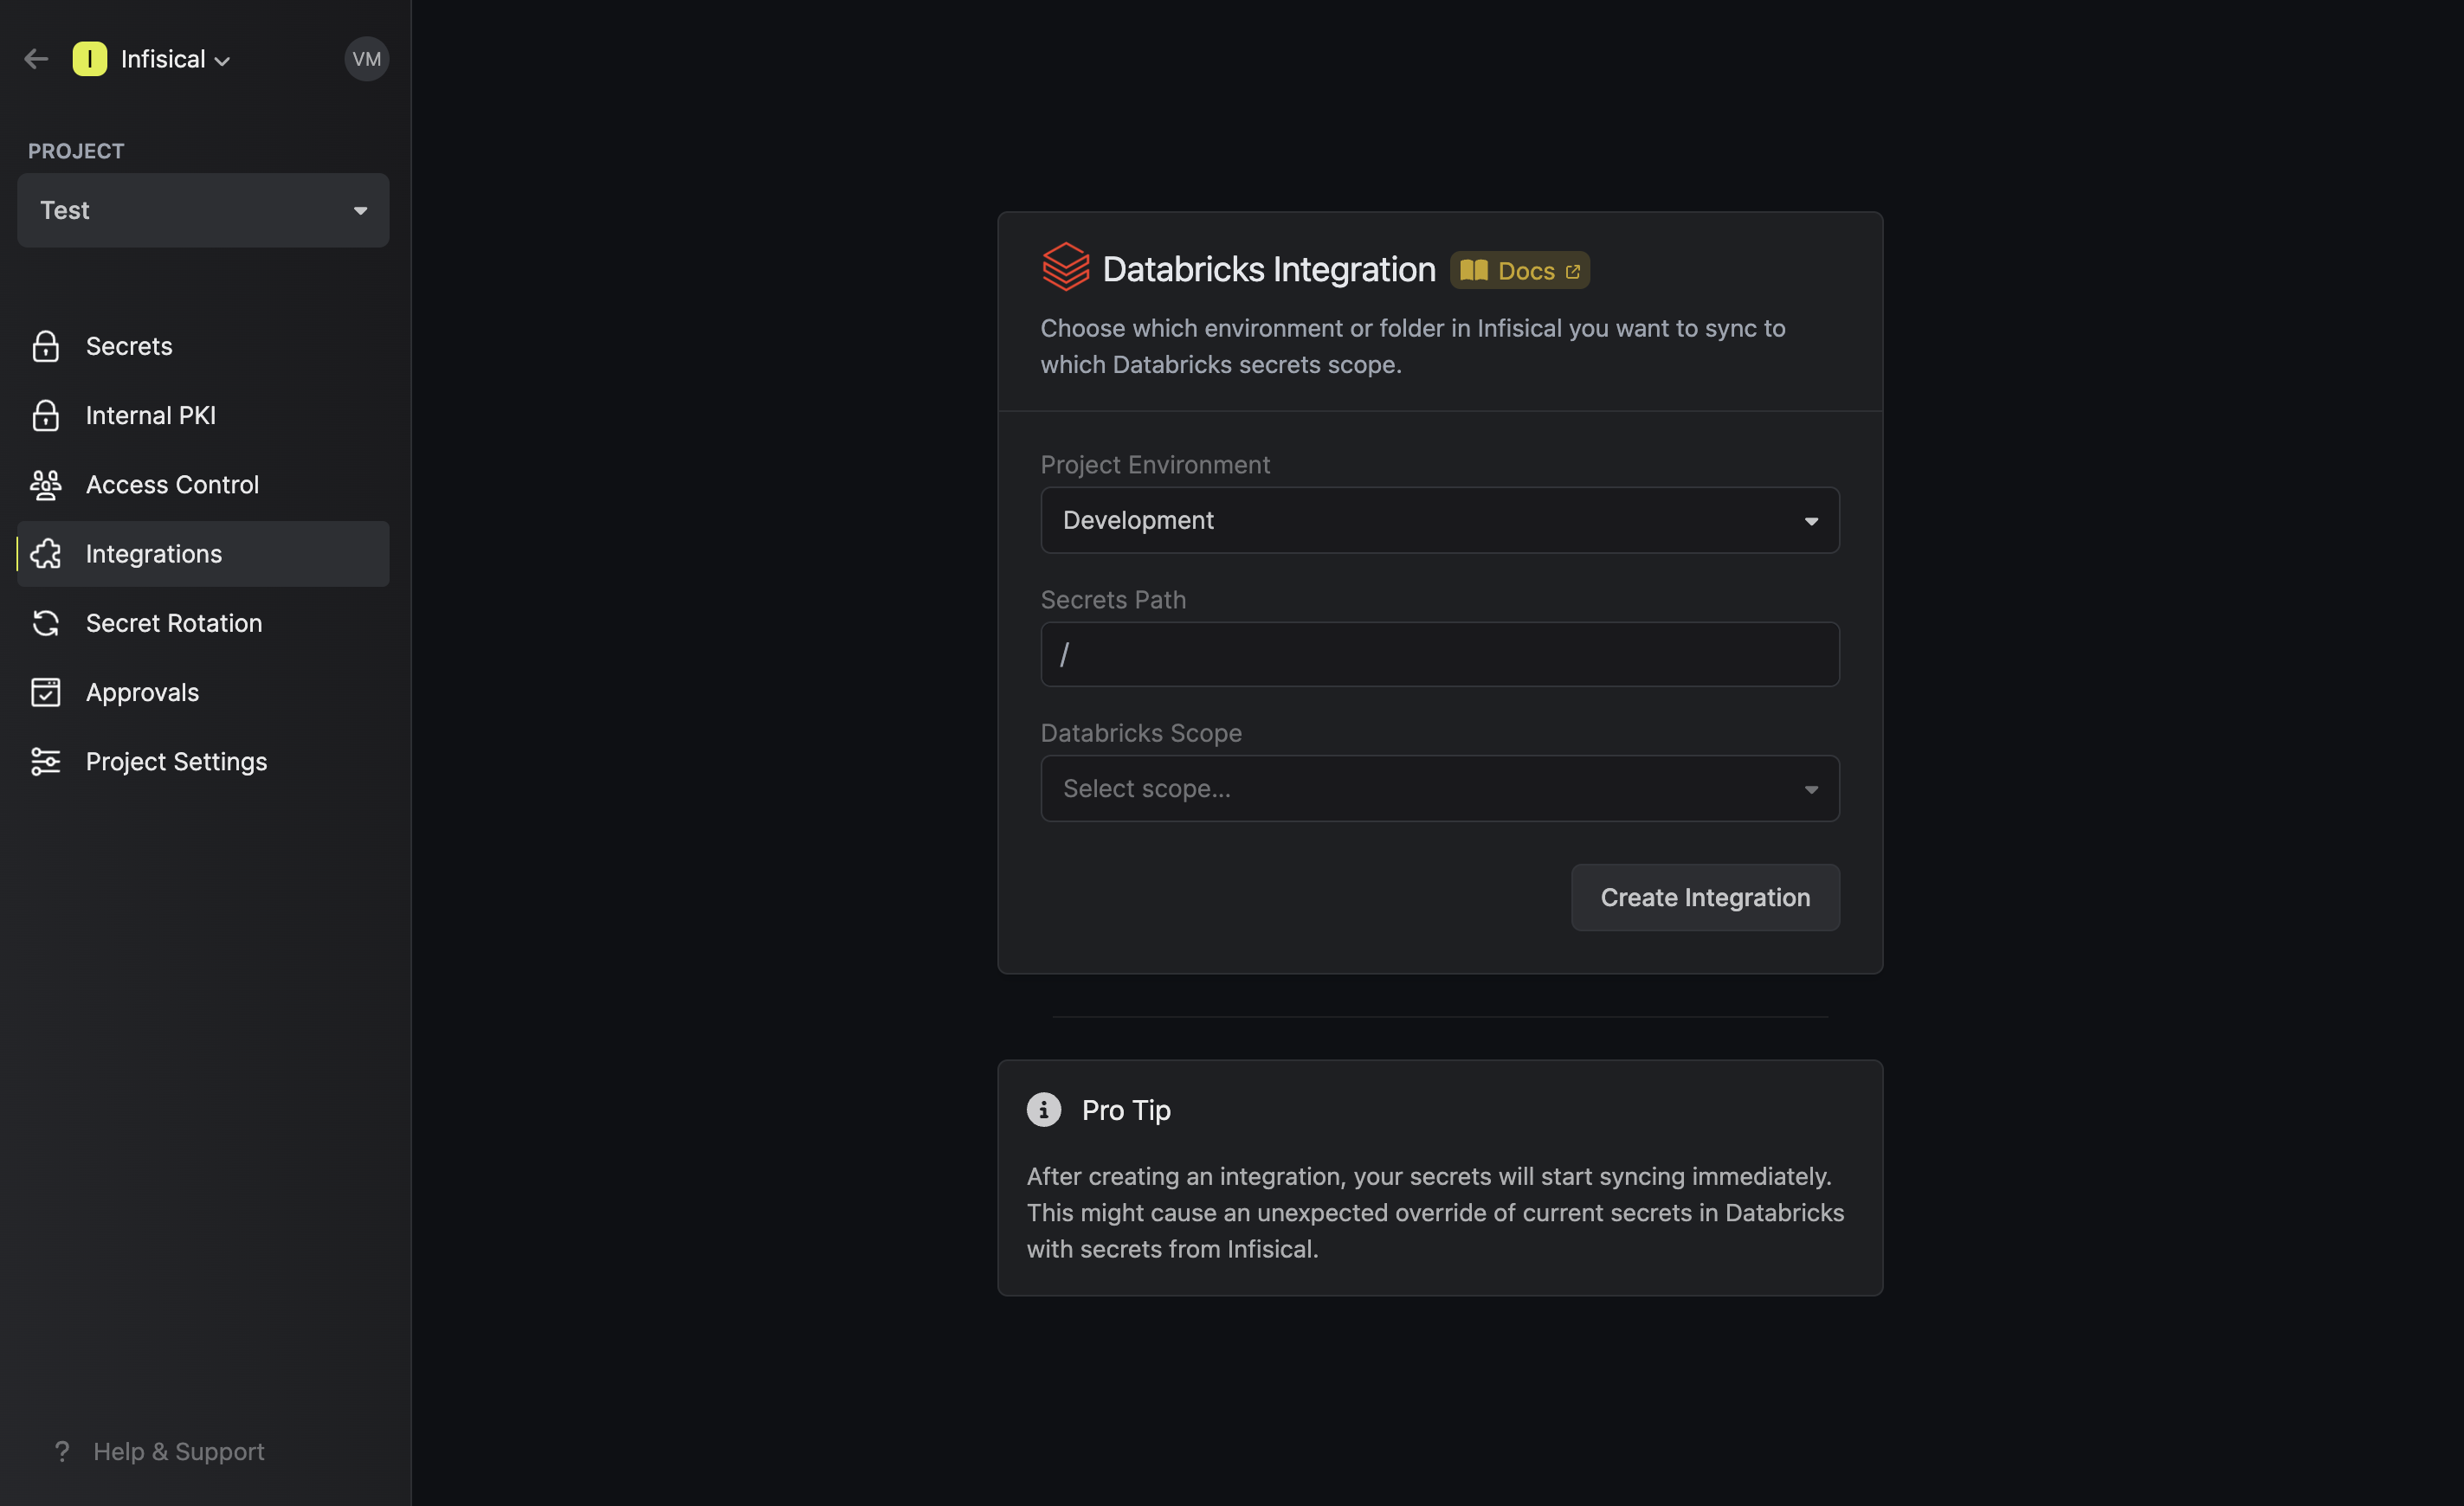 I Infisical
VM
PROJECT
Test
Secrets
Internal PKI
Access Control
Integrations
Secret Rotation
Approvals
Project Settings
? Help & Support
Databricks Integration Docs
Choose which environment or folder in Infisical you want to sync to
which Databricks secrets scope.
Project Environment
Development
Secrets Path
/
Databricks Scope
Select scope...
Create Integration
Pro Tip
After creating an integration, your secrets will start syncing immediately.
This might cause an unexpected override of current secrets in Databricks
with secrets from Infisical.